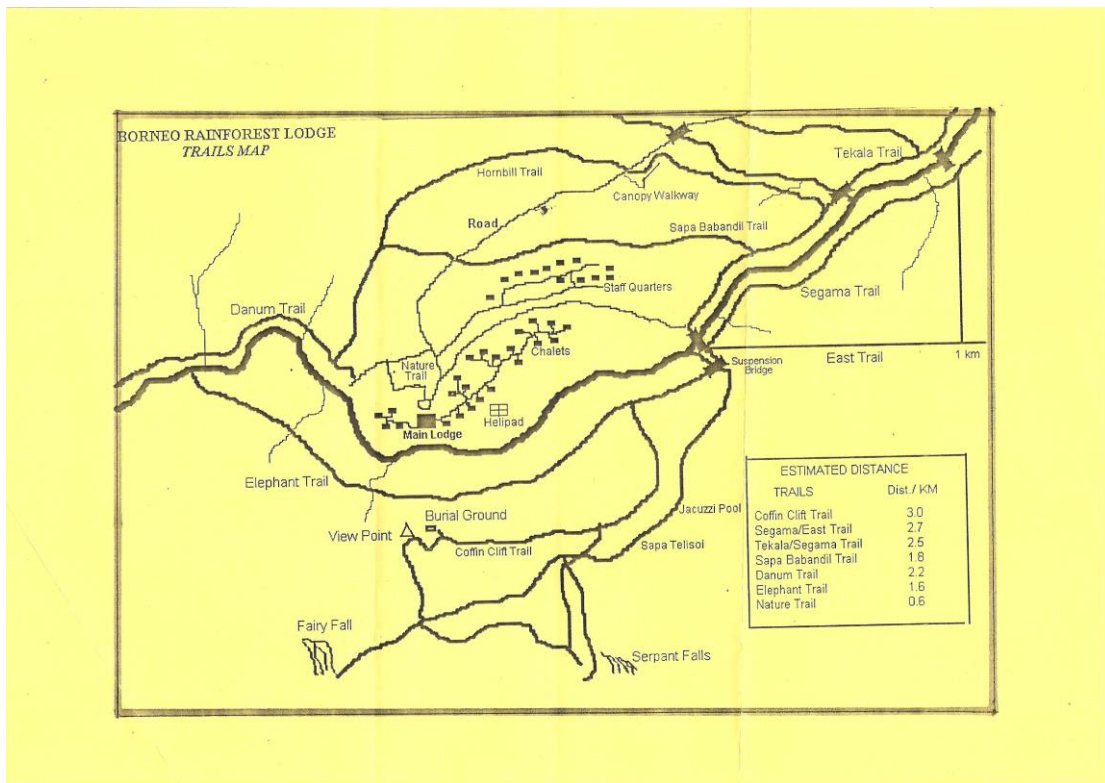 BORNEO RAINFOREST LODGE
TRAILS MAP
Tekala Trail
Hornbill Trail
Canopy Walkway
Road
Sapa Babandil Trail
Staff Quarters
Segama Trail
Danum Trail
Chalets
East Trail
1 km
Suspension
Bridge
Nature
Trail
Helipad
Main Lodge
Elephant Trail
Jacuzzi Pool
Burial Ground
View Point
Coffin Clift Trail
Sapa Telisoi
Fairy Fall
Serpant Falls
ESTIMATED DISTANCE
TRAILS Dist./ KM
Coffin Clift Trail 3.0
Segama/East Trail 2.7
Tekala/Segama Trail 2.5
Sapa Babandil Trail 1.8
Danum Trail 2.2
Elephant Trail 1.6
Nature Trail 0.6